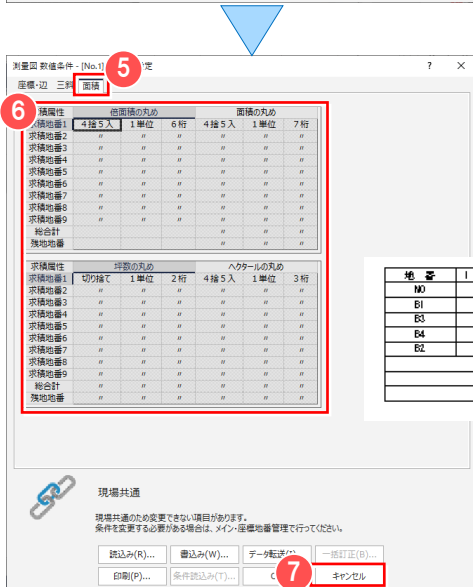 測量図 数値条件 - [No.1] 定 ? ×
5
座標・辺 三斜 面積
6
積属性 倍面積の丸め 面積の丸め
求積地番1 4捨5入 1単位 6桁 4捨5入 1単位 7桁
求積地番2 〃 〃 〃 〃 〃 〃
求積地番3 〃 〃 〃 〃 〃 〃
求積地番4 〃 〃 〃 〃 〃 〃
求積地番5 〃 〃 〃 〃 〃 〃
求積地番6 〃 〃 〃 〃 〃 〃
求積地番7 〃 〃 〃 〃 〃 〃
求積地番8 〃 〃 〃 〃 〃 〃
求積地番9 〃 〃 〃 〃 〃 〃
総合計 〃 〃 〃
残地地番 〃 〃 〃
求積属性 坪数の丸め ヘクタールの丸め
求積地番1 切り捨て 1単位 2桁 4捨5入 1単位 3桁
求積地番2 〃 〃 〃 〃 〃 〃
求積地番3 〃 〃 〃 〃 〃 〃
求積地番4 〃 〃 〃 〃 〃 〃
求積地番5 〃 〃 〃 〃 〃 〃
求積地番6 〃 〃 〃 〃 〃 〃
求積地番7 〃 〃 〃 〃 〃 〃
求積地番8 〃 〃 〃 〃 〃 〃
求積地番9 〃 〃 〃 〃 〃 〃
総合計 〃 〃 〃 〃 〃 〃
残地地番 〃 〃 〃 〃 〃 〃
地 番 1
NO
B1
B3
B4
B2
現場共通
現場共通のため変更できない項目があります。
条件を変更する必要がある場合は、メイン・座標地番管理で行ってください。
読込み(R)... 書込み(W)... データ転送 一括訂正(B)...
印刷(P)... 条件読込み(T)... 7 キャンセル